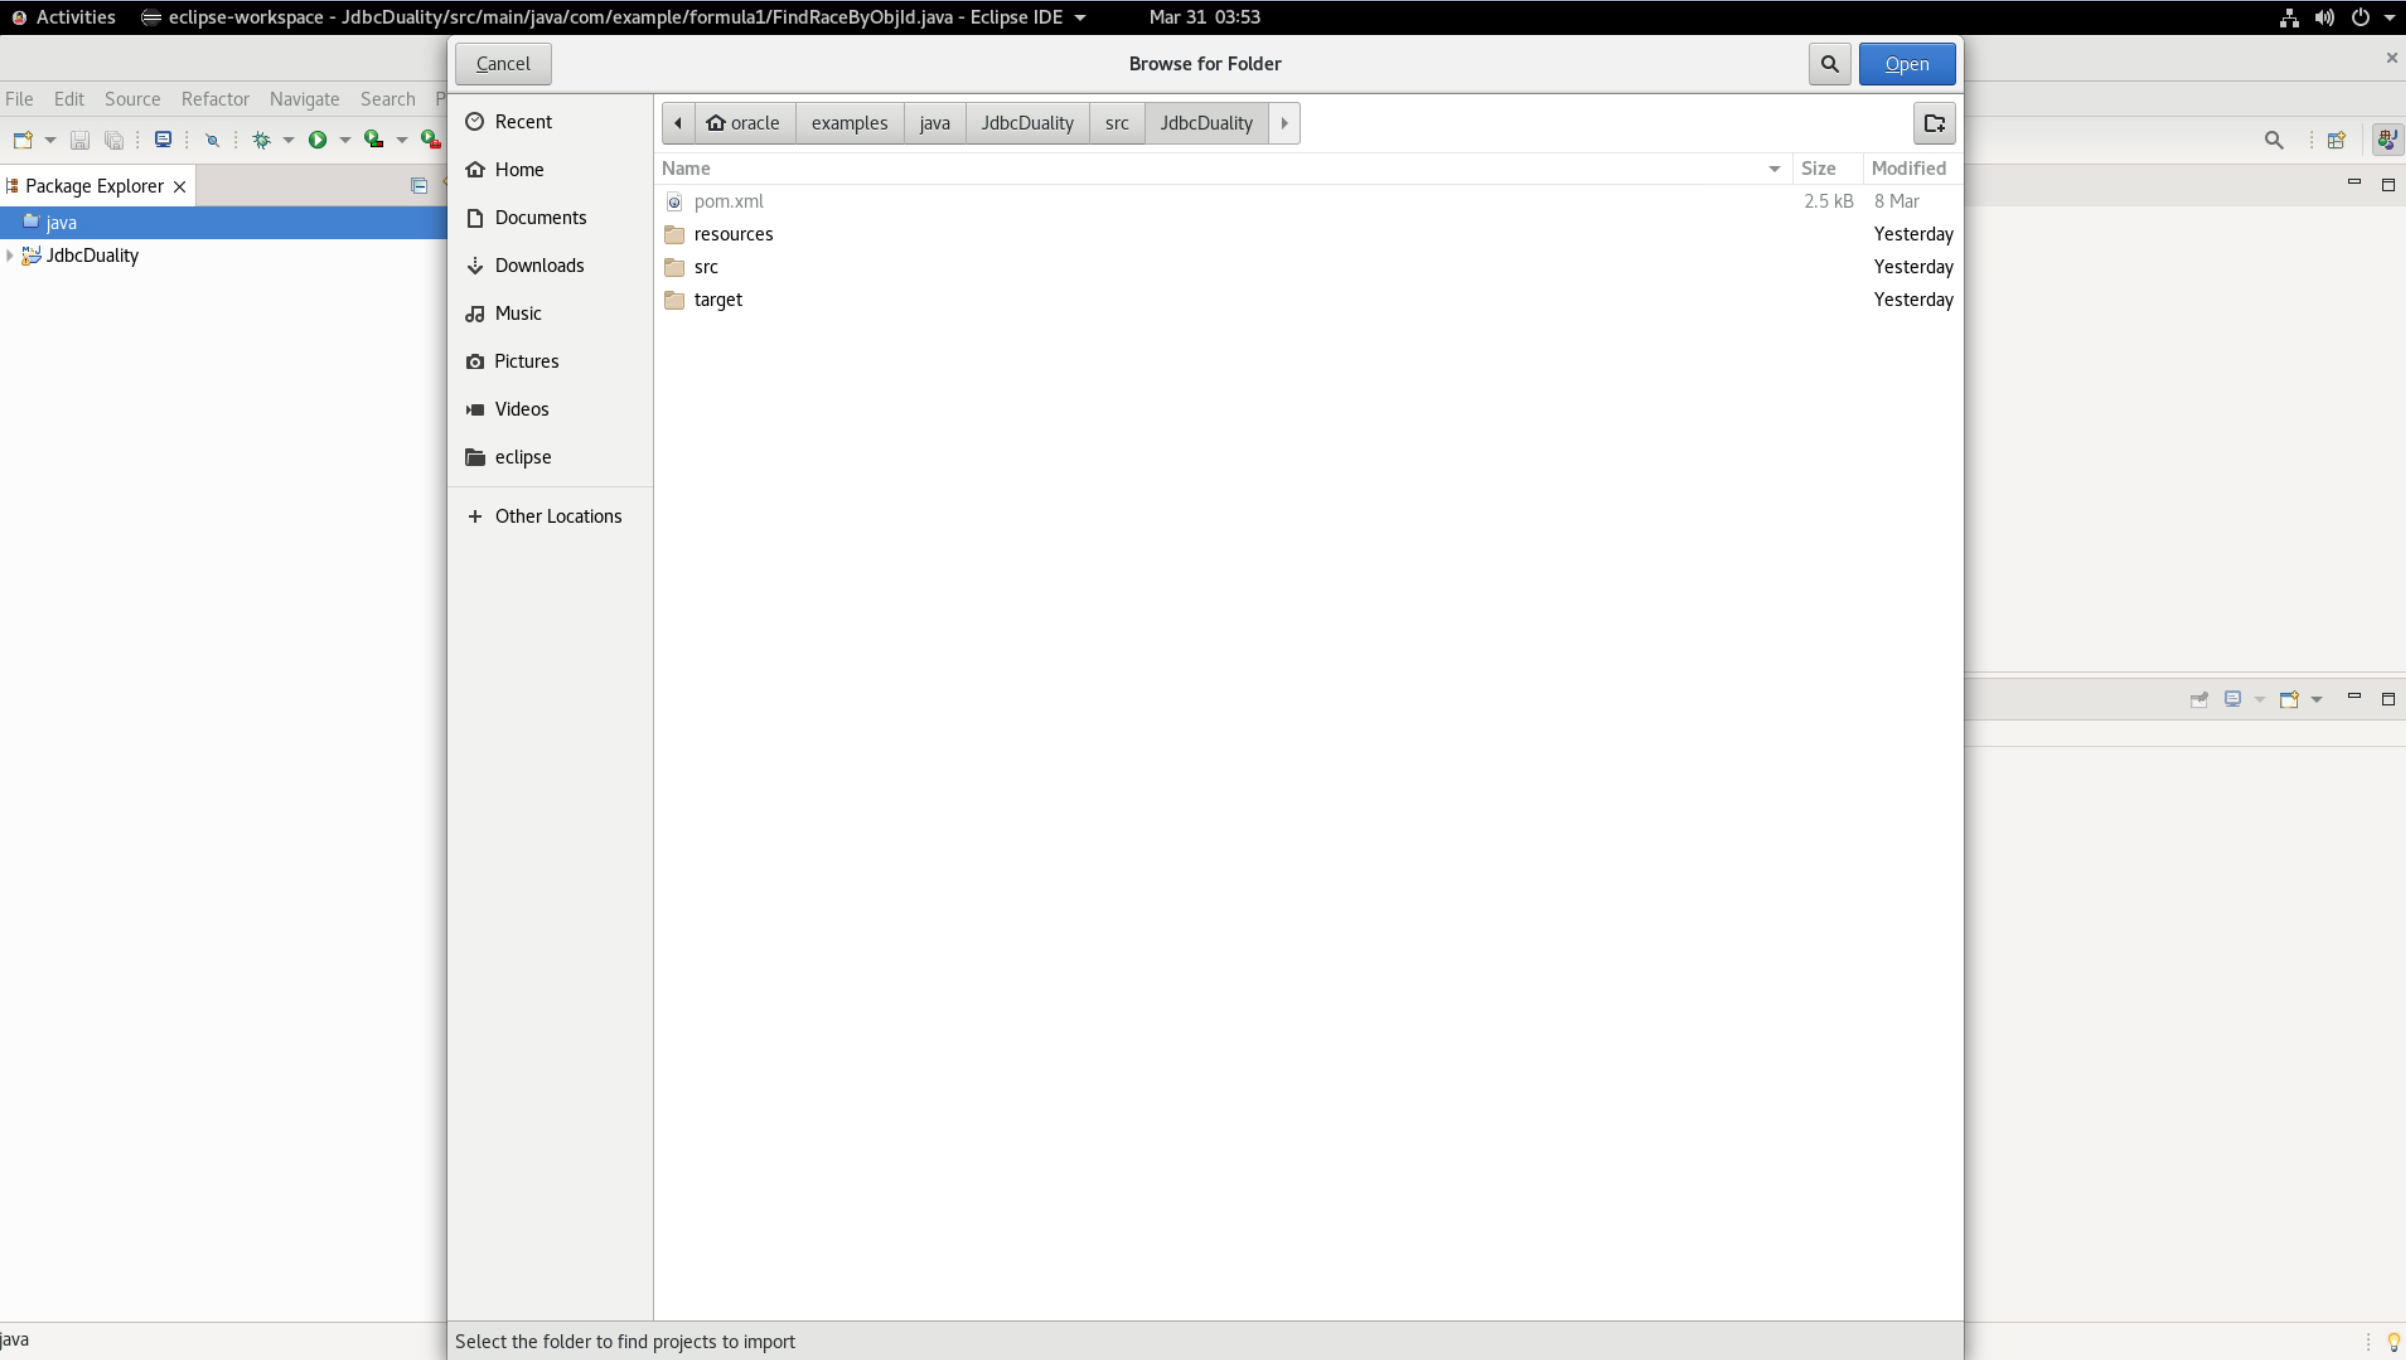 Activities eclipse-workspace - JdbcDuality/src/main/java/com/example/formula1/FindRaceByObjId.java - Eclipse IDE Mar 31 03:53
Cancel Browse for Folder Open
File Edit Source Refactor Navigate Search P
oracle examples java JdbcDuality src JdbcDuality
Package Explorer
java
JdbcDuality
Recent
Home
Documents
Downloads
Music
Pictures
Videos
eclipse
Other Locations
Name Size Modified
pom.xml 2.5 kB 8 Mar
resources Yesterday
src Yesterday
target Yesterday
java
Select the folder to find projects to import